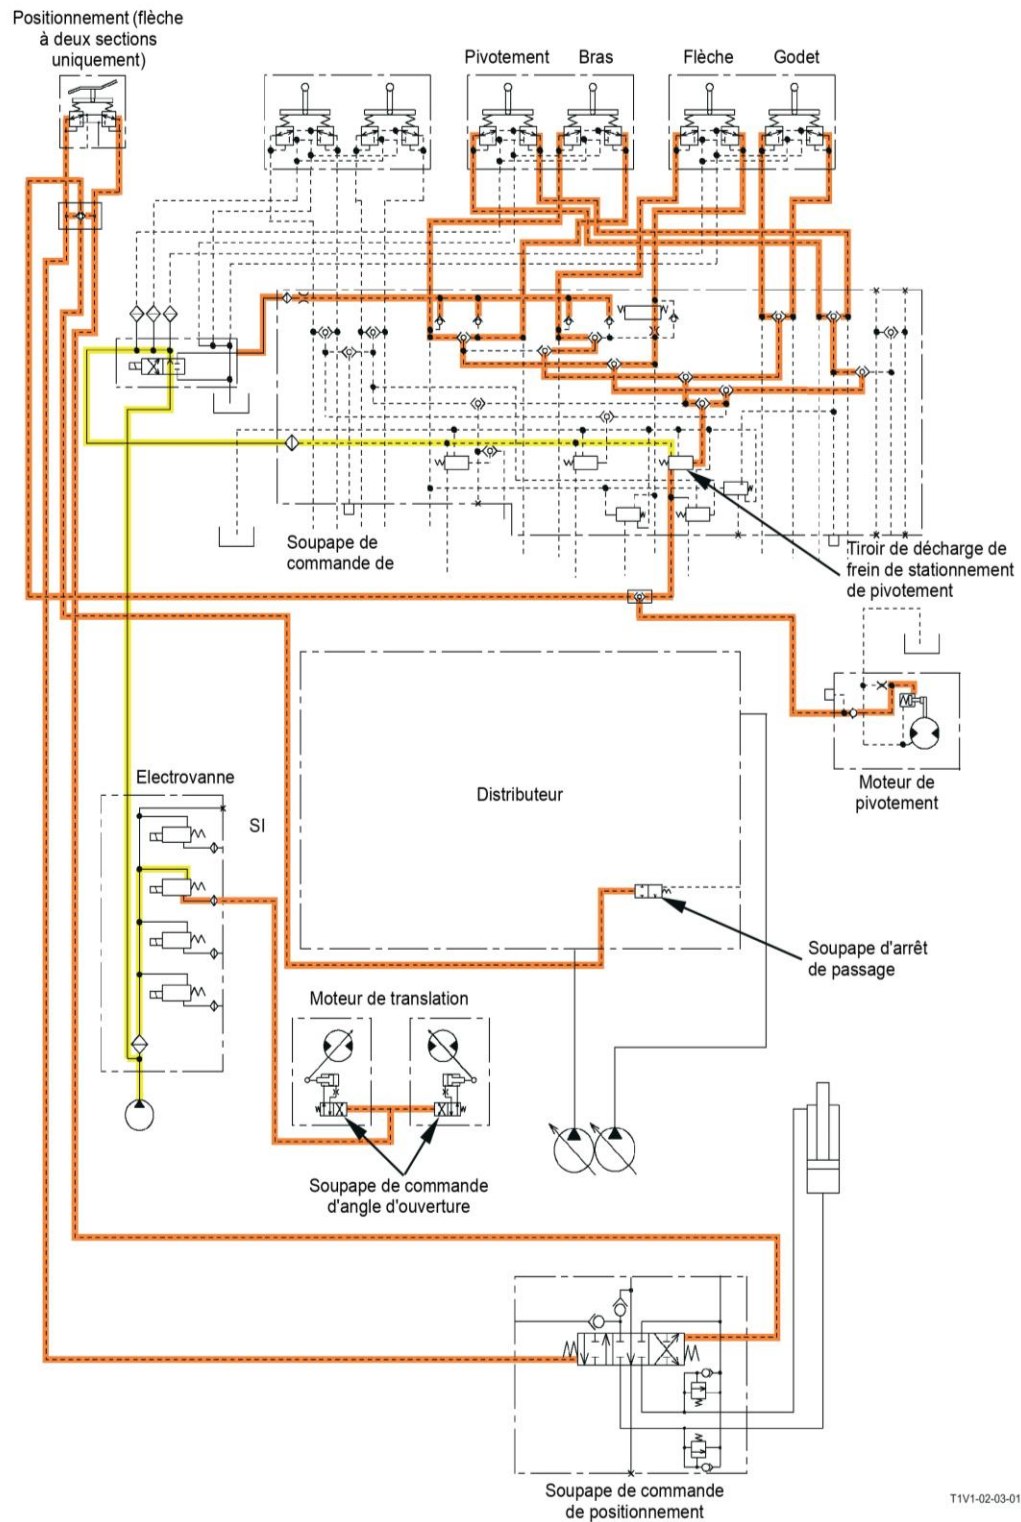 Positionnement (flèche
à deux sections
uniquement)
Pivotement
Bras
Flèche
Godet
Soupape de
commande de
Tiroir de décharge de
frein de stationnement
de pivotement
Moteur de
pivotement
Electrovanne
SI
Distributeur
Soupape d'arrêt
de passage
Moteur de translation
Soupape de commande
d'angle d'ouverture
Soupape de commande
de positionnement
T1V1-02-03-01